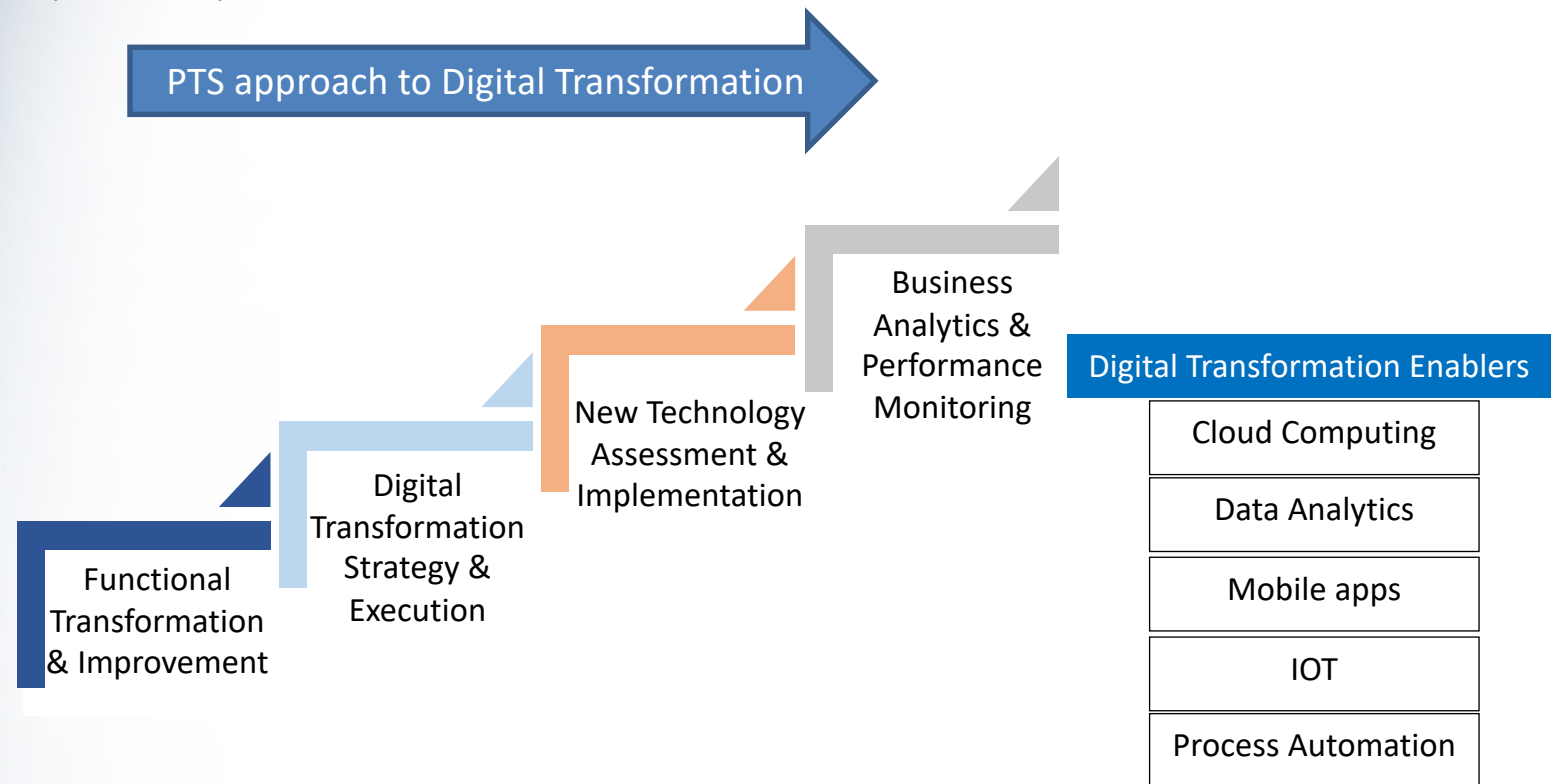 PTS approach to Digital Transformation
Functional
Transformation
& Improvement
Digital
Transformation
Strategy &
Execution
New Technology
Assessment &
Implementation
Business
Analytics &
Performance
Monitoring
Digital Transformation Enablers
Cloud Computing
Data Analytics
Mobile apps
IOT
Process Automation